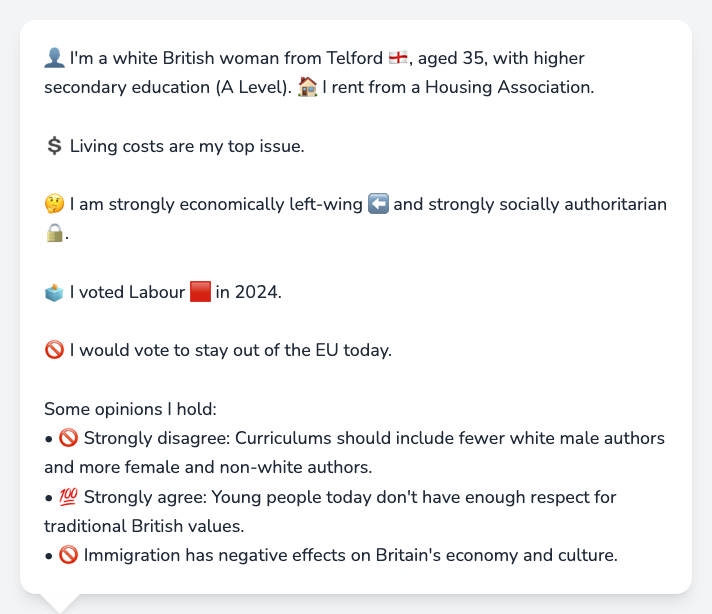 👤 I'm a white British woman from Telford 🏴󠁧󠁢󠁥󠁮󠁧󠁿, aged 35, with higher
secondary education (A Level). 🏠 I rent from a Housing Association.
💲 Living costs are my top issue.
🤔 I am strongly economically left-wing ⬅️ and strongly socially authoritarian
🔒.
🗳️ I voted Labour 🟥 in 2024.
🚫 I would vote to stay out of the EU today.
Some opinions I hold:
• 🚫 Strongly disagree: Curriculums should include fewer white male authors
and more female and non-white authors.
• 💯 Strongly agree: Young people today don't have enough respect for
traditional British values.
• 🚫 Immigration has negative effects on Britain's economy and culture.